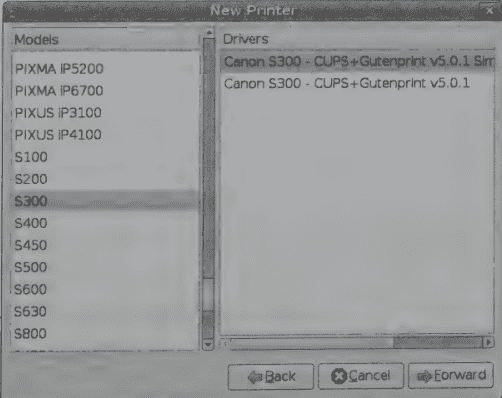 New Printer
Models
PIXMA iP5200
PIXMA iP6700
PIXUS iP3100
PIXUS iP4100
S100
S200
S300
S400
S450
S500
S600
S630
S800
Drivers
Canon S300 - CUPS+Gutenprint v5.0.1 Sim
Canon S300 - CUPS+Gutenprint v5.0.1
Back
Cancel
Forward